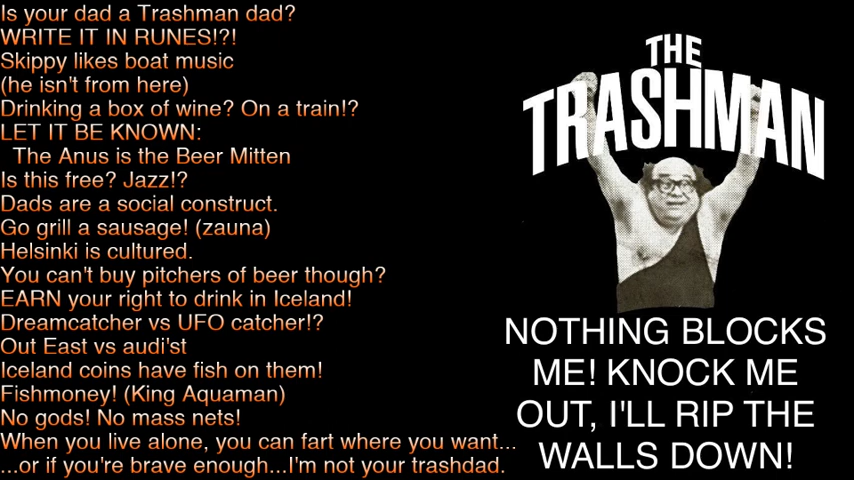 Is your dad a Trashman dad?
WRITE IT IN RUNES!?!
Skippy likes boat music
(he isn't from here)
Drinking a box of wine? On a train!?
LET IT BE KNOWN:
The Anus is the Beer Mitten
Is this free? Jazz!?
Dads are a social construct.
Go grill a sausage! (zauna)
Helsinki is cultured.
You can't buy pitchers of beer though?
EARN your right to drink in Iceland!
Dreamcatcher vs UFO catcher!?
Out East vs audi'st
Iceland coins have fish on them!
Fishmoney! (King Aquaman)
No gods! No mass nets!
When you live alone, you can fart where you want...
...or if you're brave enough...I'm not your trashdad.
THE
TRASHMAN
NOTHING BLOCKS
ME! KNOCK ME
OUT, I'LL RIP THE
WALLS DOWN!